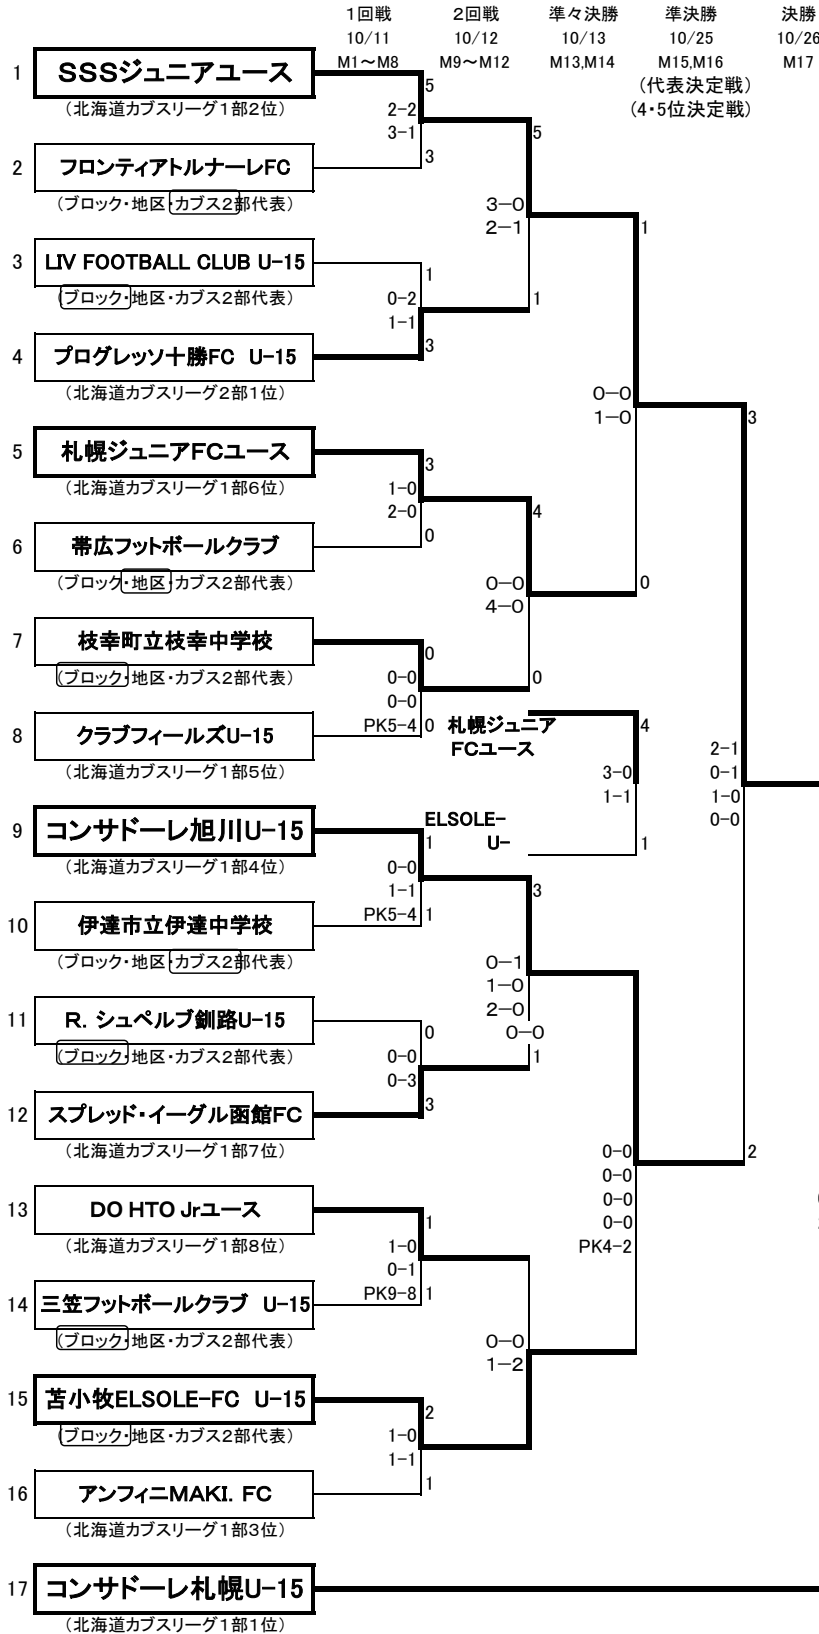 1回戦 2回戦 準々決勝 準決勝 決勝
10/11 10/12 10/13 10/25 10/26
M1～M8 M9～M12 M13,M14 M15,M16 M17
(代表決定戦)
(4・5位決定戦)
1 SSSジュニアユース
(北海道カブスリーグ1部2位)
5
2-2
3-1
3
5
2 フロンティアトルナーレFC
(ブロック・地区・カブス2部代表)
3－0
2－1
1
3 LIV FOOTBALL CLUB U-15
(ブロック・地区・カブス2部代表)
1
0-2
1-1
3
1
4 プログレッソ十勝FC U-15
(北海道カブスリーグ2部1位)
0－0
1－0
3
5 札幌ジュニアFCユース
(北海道カブスリーグ1部6位)
3
1-0
2-0
0
4
6 帯広フットボールクラブ
(ブロック・地区・カブス2部代表)
0－0
4－0
0
7 枝幸町立枝幸中学校
(ブロック・地区・カブス2部代表)
0
0-0
0-0
PK5-4 0
0
8 クラブフィールズU-15
(北海道カブスリーグ1部5位)
札幌ジュニア
FCユース
4
3-0
1-1
2-1
0-1
1-0
0-0
ELSOLE-
U-
1
9 コンサドーレ旭川U-15
(北海道カブスリーグ1部4位)
1
0-0
1-1
PK5-4 1
3
10 伊達市立伊達中学校
(ブロック・地区・カブス2部代表)
0－1
1－0
2－0
0－0
11 R. シュペルブ釧路U-15
(ブロック・地区・カブス2部代表)
0
0-0
0-3
3
1
12 スプレッド・イーグル函館FC
(北海道カブスリーグ1部7位)
0-0
0-0
0-0
0-0
PK4-2
2
13 DO HTO Jrユース
(北海道カブスリーグ1部8位)
1
1-0
0-1
PK9-8 1
14 三笠フットボールクラブ U-15
(ブロック・地区・カブス2部代表)
0－0
1－2
15 苫小牧ELSOLE-FC U-15
(ブロック・地区・カブス2部代表)
2
1-0
1-1
1
16 アンフィニMAKI. FC
(北海道カブスリーグ1部3位)
17 コンサドーレ札幌U-15
(北海道カブスリーグ1部1位)